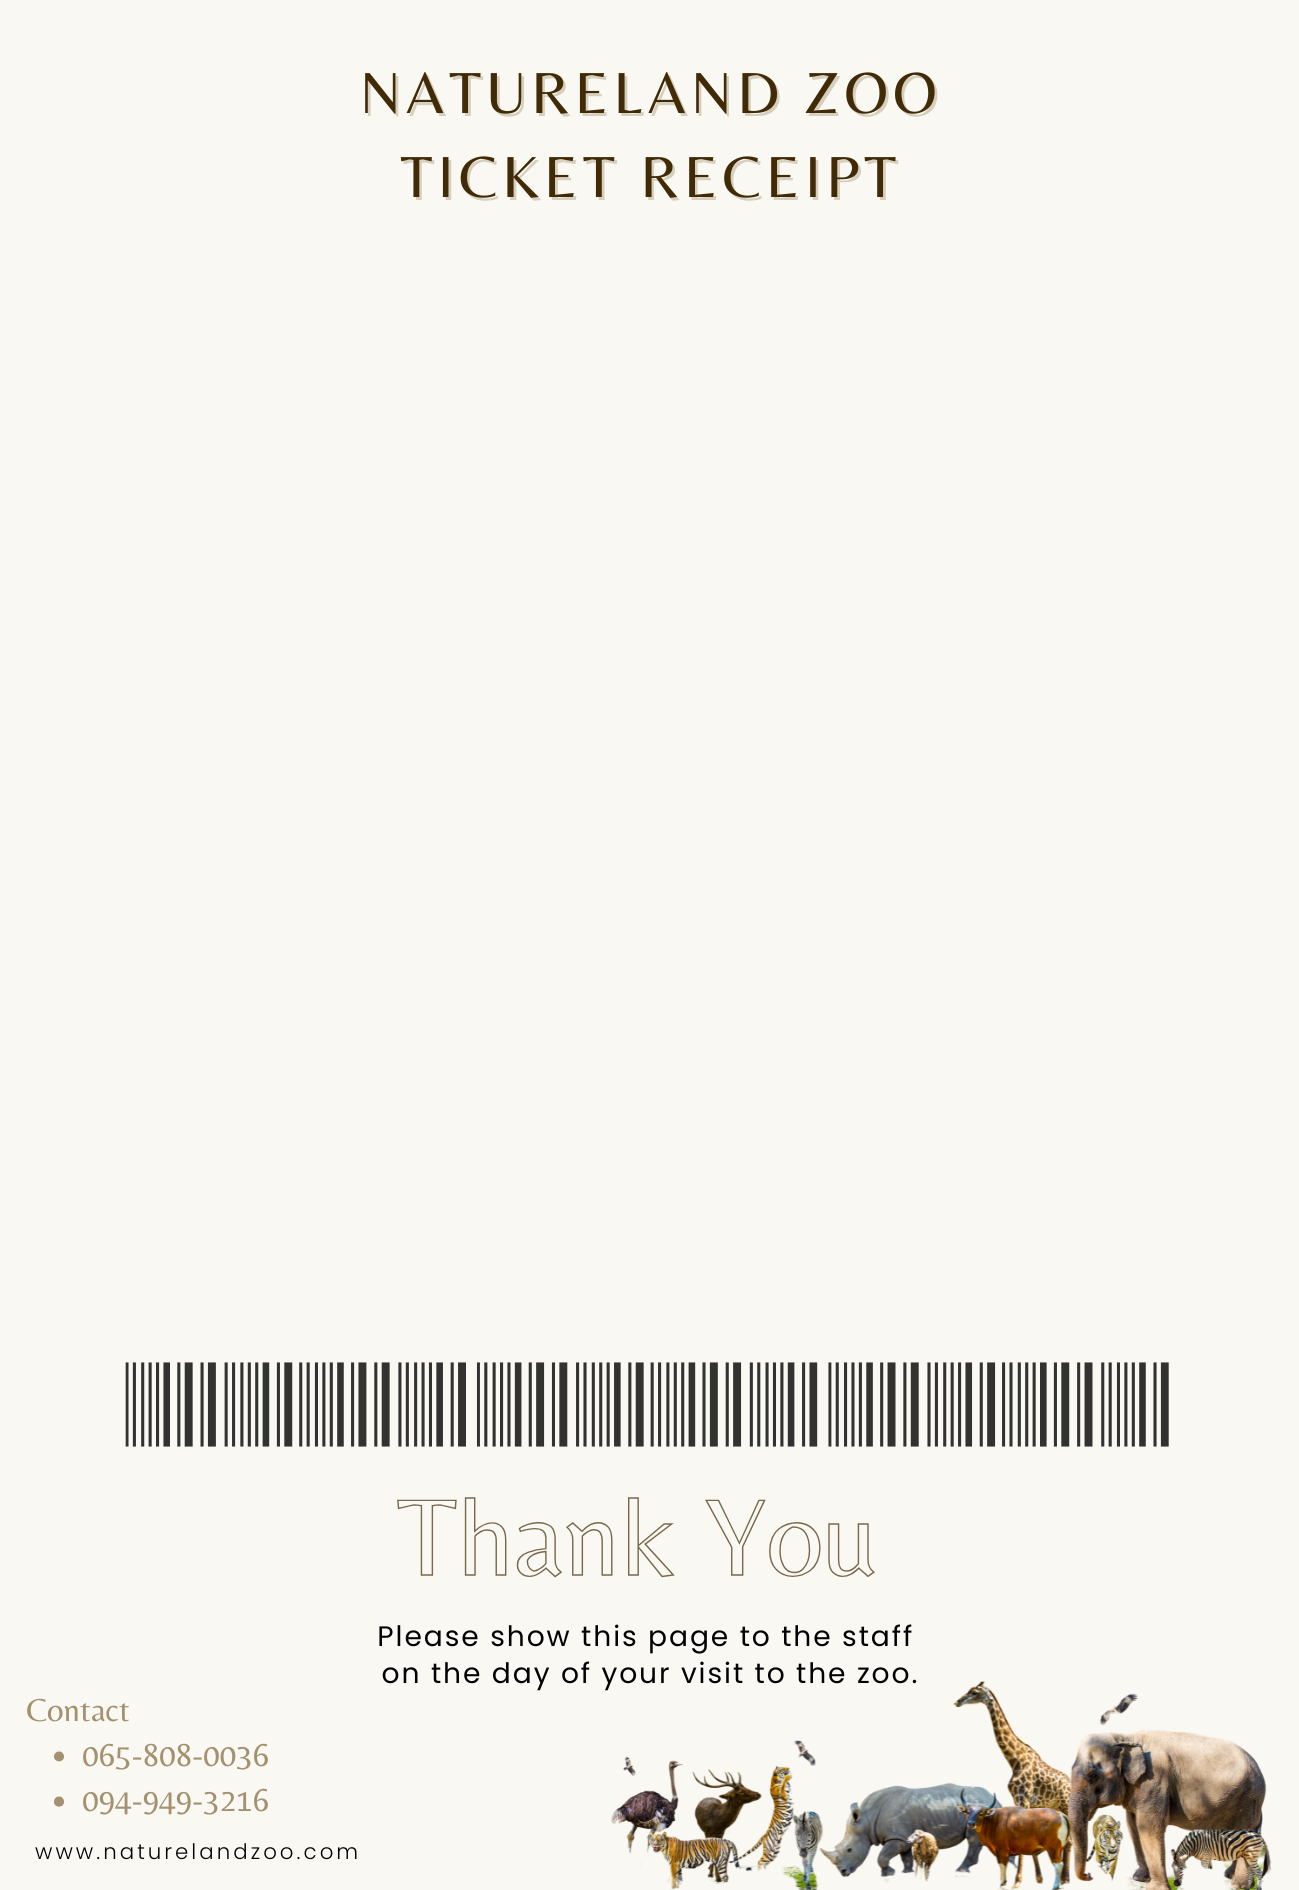 NATURELAND ZOO
TICKET RECEIPT
Thank You
Please show this page to the staff
on the day of your visit to the zoo.
Contact
• 065-808-0036
• 094-949-3216
www.naturelandzoo.com